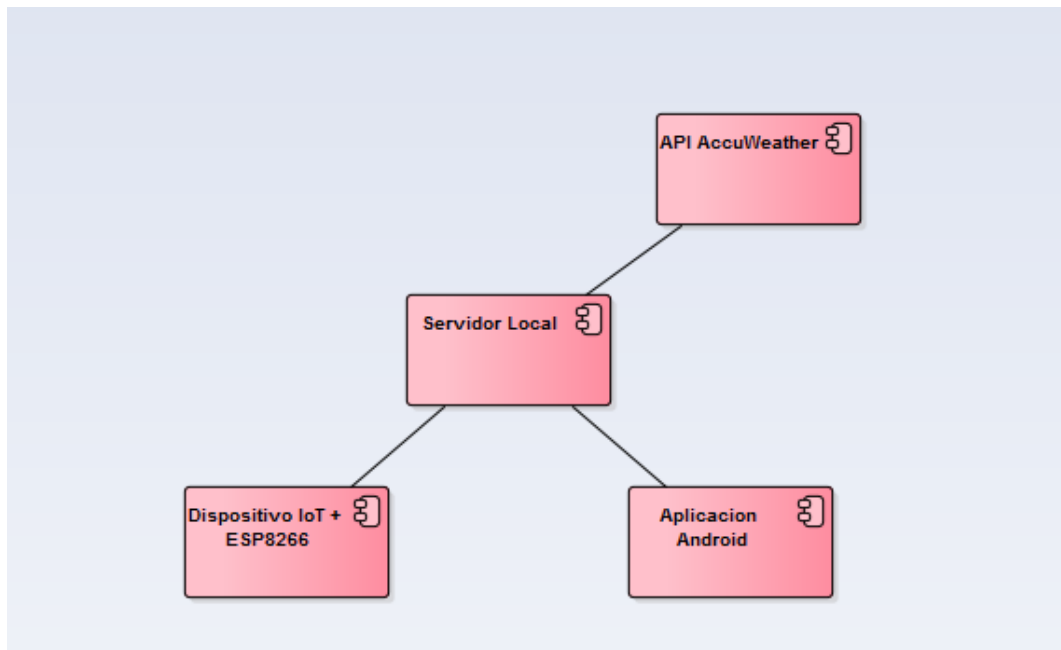 API AccuWeather
Servidor Local
Dispositivo IoT +
ESP8266
Aplicacion
Android